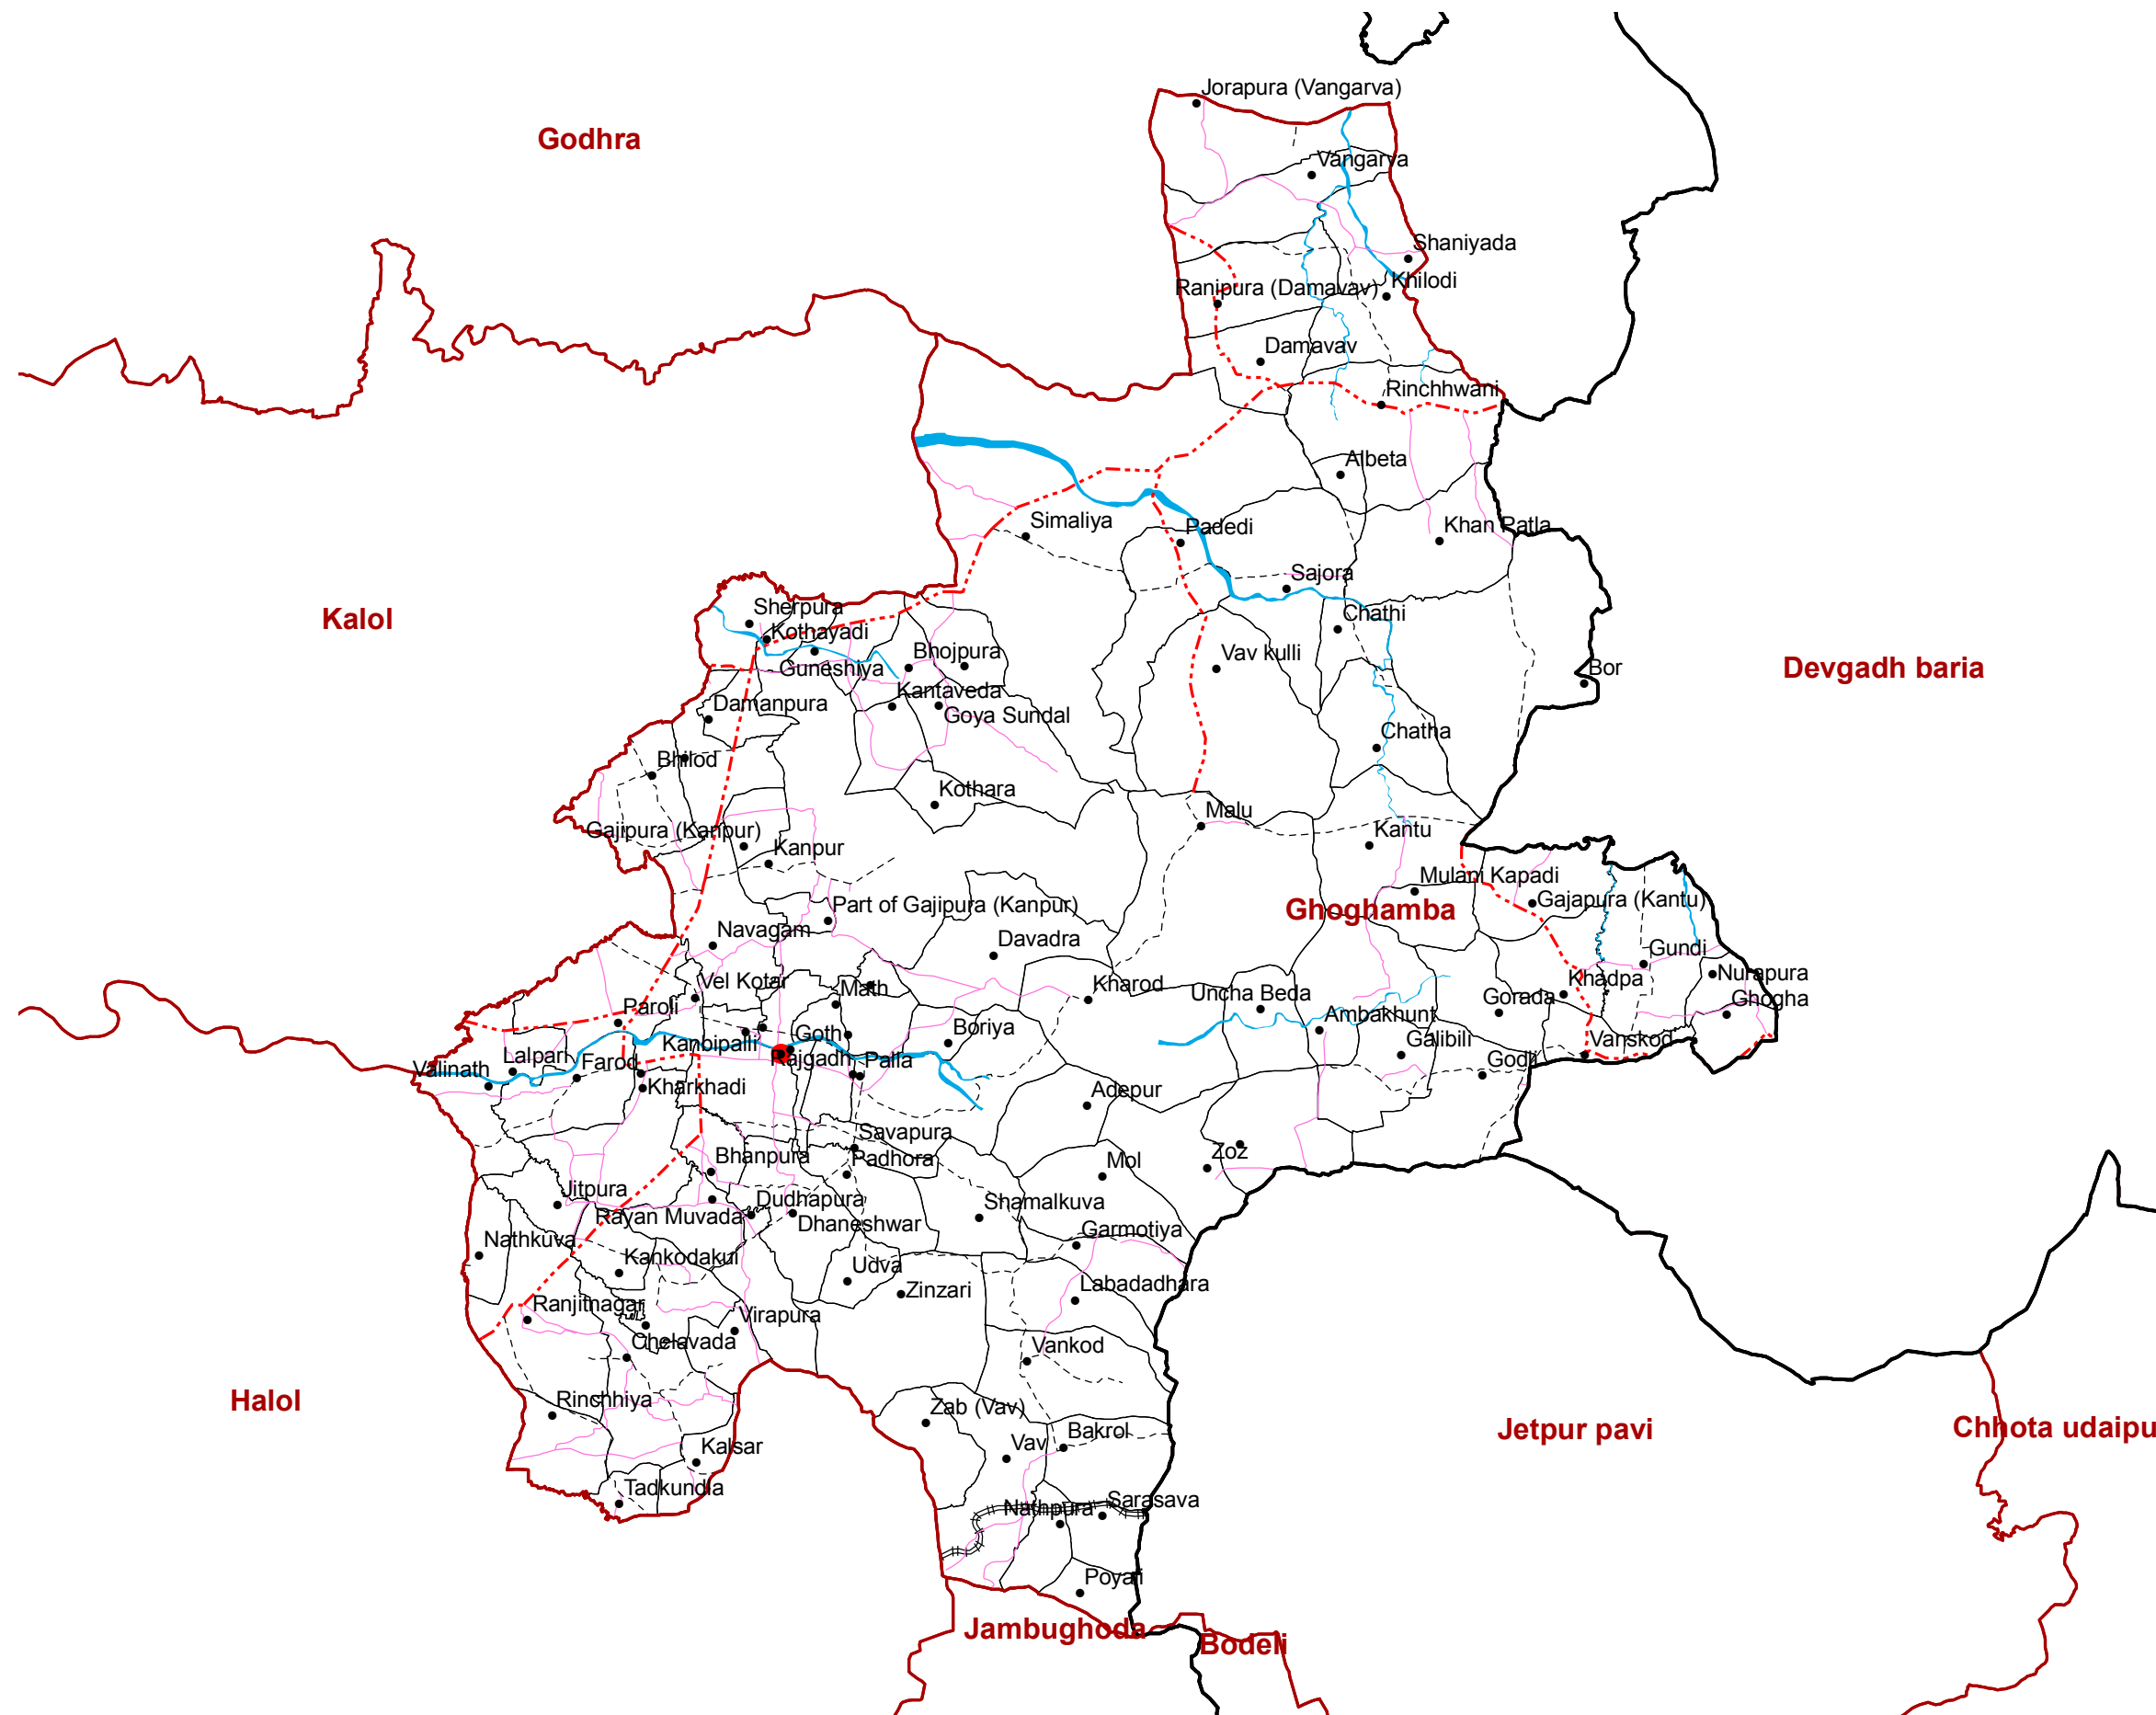 Jorapura (Vangarva)
Godhra
Vangarva
Shaniyada
Khilodi
Ranipura (Damavav)
Damavav
Rinchhwani
Albeta
Simaliya
Padedi
Khan Patla
Sajora
Sherpura
Kalol
Kothayadi
Chathi
Bhojpura
Vav kulli
Guneshiya
Bor
Devgadh baria
Kantaveda
Damanpura
Goya Sundal
Chatha
Bhilod
Kothara
Malu
Gajipura (Kanpur)
Kantu
Kanpur
Mulani Kapadi
Part of Gajipura (Kanpur)
Ghoghamba
Gajapura (Kantu)
Navagam
Davadra
Gundi
Vel Kotar
Math
Kharod
Uncha Beda
Khadpa
Nurapura
Gorada
Ghogha
Paroli
Goth
Boriya
Ambakhunt
Galibili
Vanskod
Kanbipalli
Lalpari
Farod
Rajgadh
Palla
Godli
Valinath
Kharkhadi
Adepur
Savapura
Zoz
Bhanpura
Padhora
Mol
Jitpura
Dudhapura
Shamalkuva
Rayan Muvada
Dhaneshwar
Garmotiya
Nathkuva
Kankodakui
Udva
Zinzari
Labadadhara
Ranjitnagar
Virapura
Chelavada
Vankod
Halol
Rinchhiya
Zab (Vav)
Bakrol
Jetpur pavi
Chhota udaipu
Kalsar
Vav
Tadkundla
Nathpura
Sarasava
Poyali
Jambughoda
Bodeli